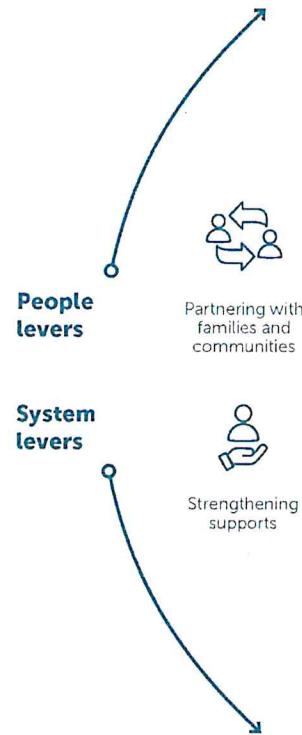 People
levers
Partnering with
families and
communities
System
levers
Strengthening
supports